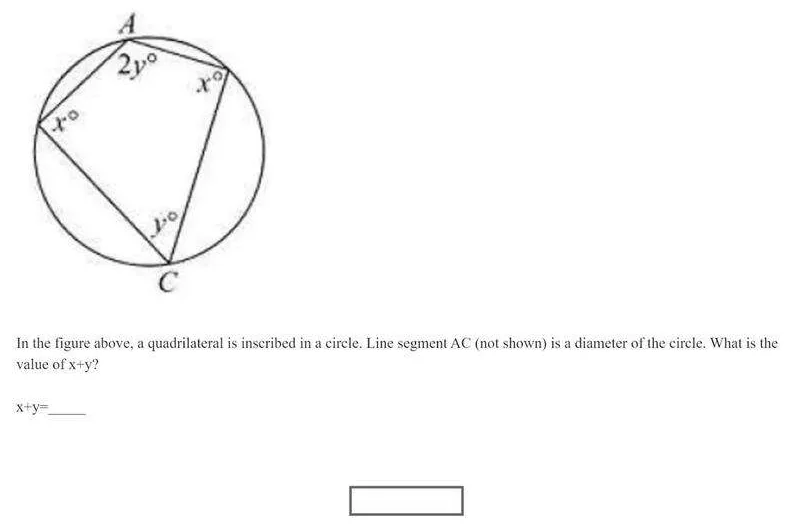 A
2y°
x°
x°
y°
C
In the figure above, a quadrilateral is inscribed in a circle. Line segment AC (not shown) is a diameter of the circle. What is the
value of x+y?
x+y=_____